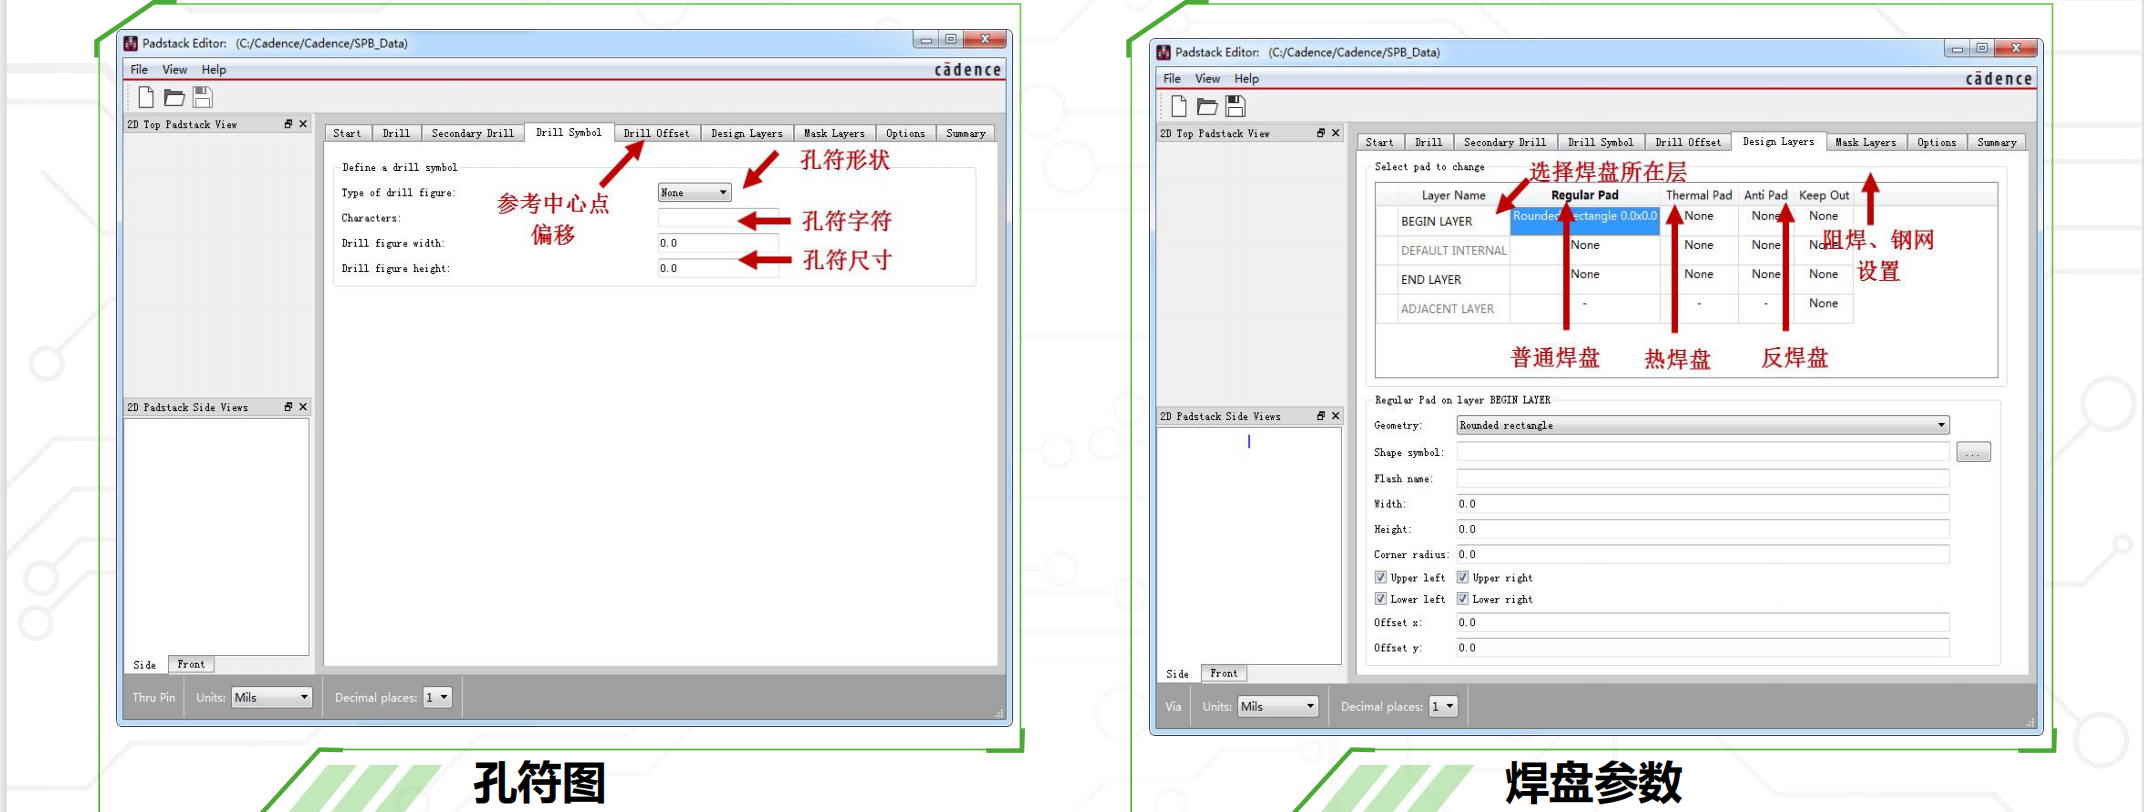 Padstack Editor: (C:/Cadence/Cadence/SPB_Data)
File View Help
cādence
2D Top Padstack View
Start Drill Secondary Drill Drill Symbol Drill Offset Design Layers Mask Layers Options Summary
Define a drill symbol
Type of drill figure: None
Characters:
Drill figure width: 0.0
Drill figure height: 0.0
孔符形状
参考中心点
偏移
孔符字符
孔符尺寸
2D Padstack Side Views
Side Front
Thru Pin Units: Mils Decimal places: 1
孔符图
Padstack Editor: (C:/Cadence/Cadence/SPB_Data)
File View Help
cādence
2D Top Padstack View
Start Drill Secondary Drill Drill Symbol Drill Offset Design Layers Mask Layers Options Summary
Select pad to change
选择焊盘所在层
Layer Name Regular Pad Thermal Pad Anti Pad Keep Out
BEGIN LAYER Rounded Rectangle 0.0x0.0 None None None
DEFAULT INTERNAL None None None None
END LAYER None None None None
ADJACENT LAYER - - - None
阻焊、钢网
设置
普通焊盘 热焊盘 反焊盘
Regular Pad on layer BEGIN LAYER
Geometry: Rounded rectangle
Shape symbol: ...
Flash name:
Width: 0.0
Height: 0.0
Corner radius: 0.0
Upper left Upper right
Lower left Lower right
Offset x: 0.0
Offset y: 0.0
2D Padstack Side Views
Side Front
Via Units: Mils Decimal places: 1
焊盘参数